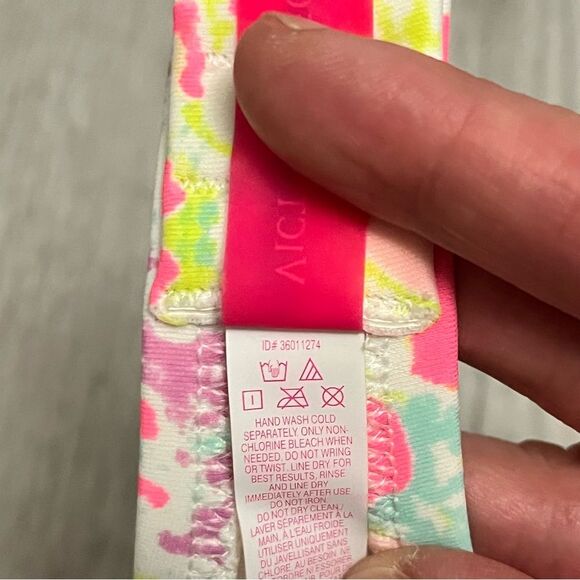 VICT
ID# 36011274
HAND WASH COLD
SEPARATELY. ONLY NON-
CHLORINE BLEACH WHEN
NEEDED. DO NOT WRING
OR TWIST. LINE DRY. FOR
BEST RESULTS, RINSE
AND LINE DRY
IMMEDIATELY AFTER USE.
DO NOT IRON.
DO NOT DRY CLEAN./
LAVER SÉPARÉMENT À LA
MAIN, À L'EAU FROIDE.
UTILISER UNIQUEMENT
DU JAVELLISANT SANS
CHLORE, AU BESOIN. NE